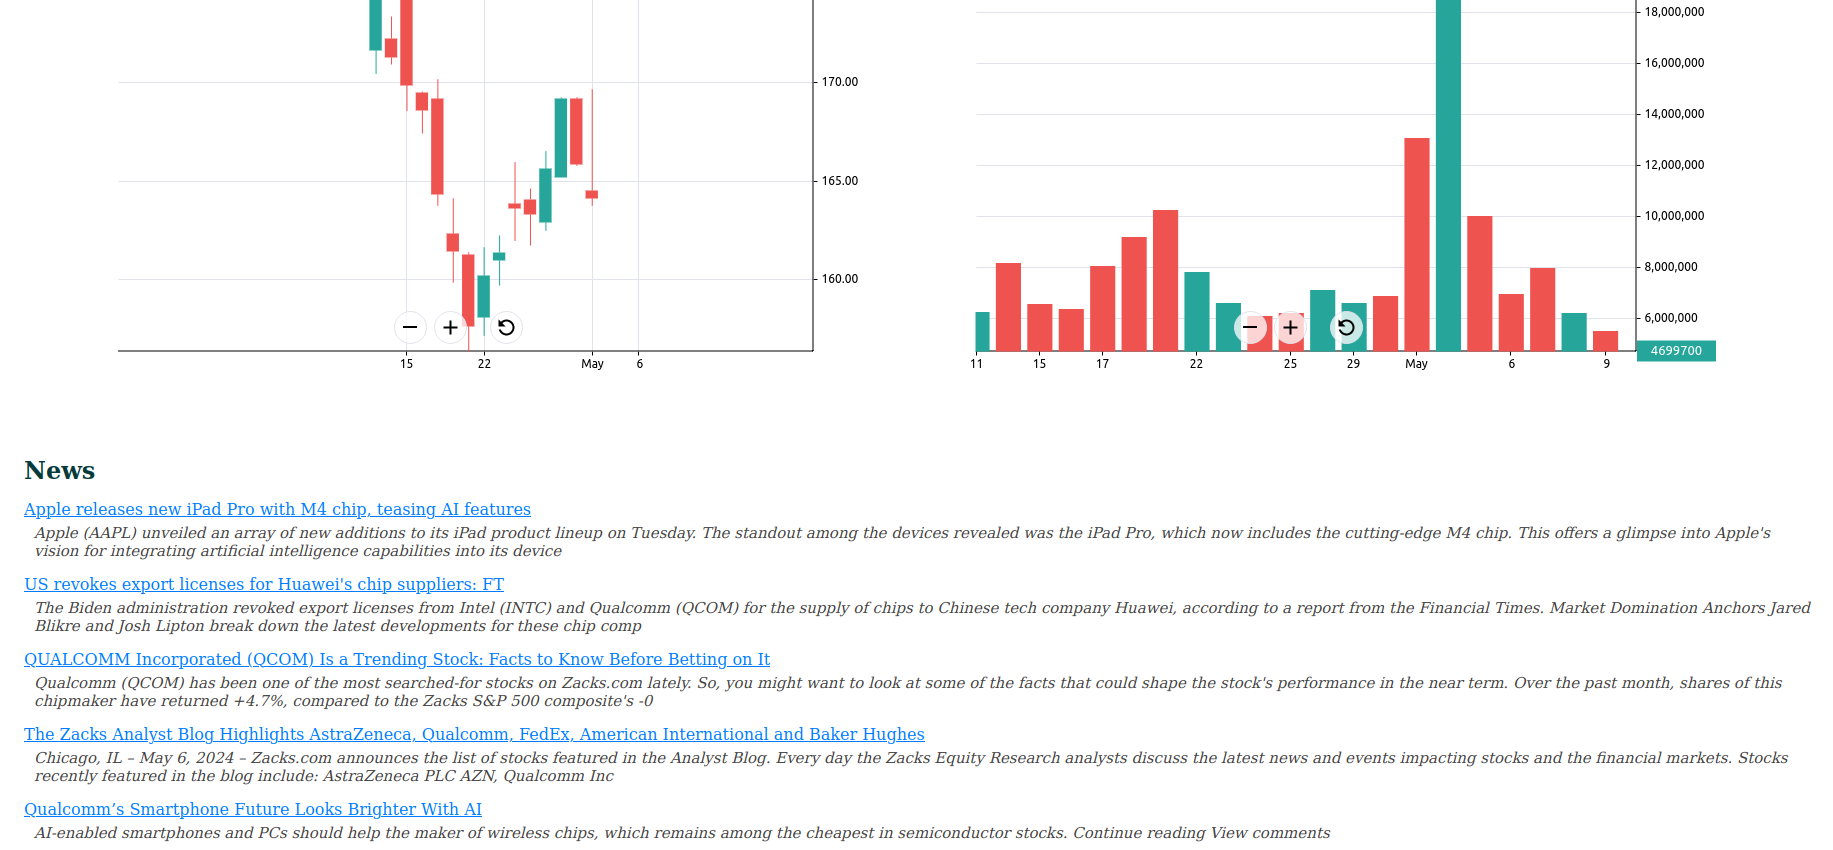 170.00
165.00
160.00
15 22 May 6
18,000,000
16,000,000
14,000,000
12,000,000
10,000,000
8,000,000
6,000,000
4699700
11 15 17 22 25 29 May 6 9
News
Apple releases new iPad Pro with M4 chip, teasing AI features
Apple (AAPL) unveiled an array of new additions to its iPad product lineup on Tuesday. The standout among the devices revealed was the iPad Pro, which now includes the cutting-edge M4 chip. This offers a glimpse into Apple's
vision for integrating artificial intelligence capabilities into its device
US revokes export licenses for Huawei's chip suppliers: FT
The Biden administration revoked export licenses from Intel (INTC) and Qualcomm (QCOM) for the supply of chips to Chinese tech company Huawei, according to a report from the Financial Times. Market Domination Anchors Jared
Blikre and Josh Lipton break down the latest developments for these chip comp
QUALCOMM Incorporated (QCOM) Is a Trending Stock: Facts to Know Before Betting on It
Qualcomm (QCOM) has been one of the most searched-for stocks on Zacks.com lately. So, you might want to look at some of the facts that could shape the stock's performance in the near term. Over the past month, shares of this
chipmaker have returned +4.7%, compared to the Zacks S&P 500 composite's -0
The Zacks Analyst Blog Highlights AstraZeneca, Qualcomm, FedEx, American International and Baker Hughes
Chicago, IL – May 6, 2024 – Zacks.com announces the list of stocks featured in the Analyst Blog. Every day the Zacks Equity Research analysts discuss the latest news and events impacting stocks and the financial markets. Stocks
recently featured in the blog include: AstraZeneca PLC AZN, Qualcomm Inc
Qualcomm’s Smartphone Future Looks Brighter With AI
AI-enabled smartphones and PCs should help the maker of wireless chips, which remains among the cheapest in semiconductor stocks. Continue reading View comments